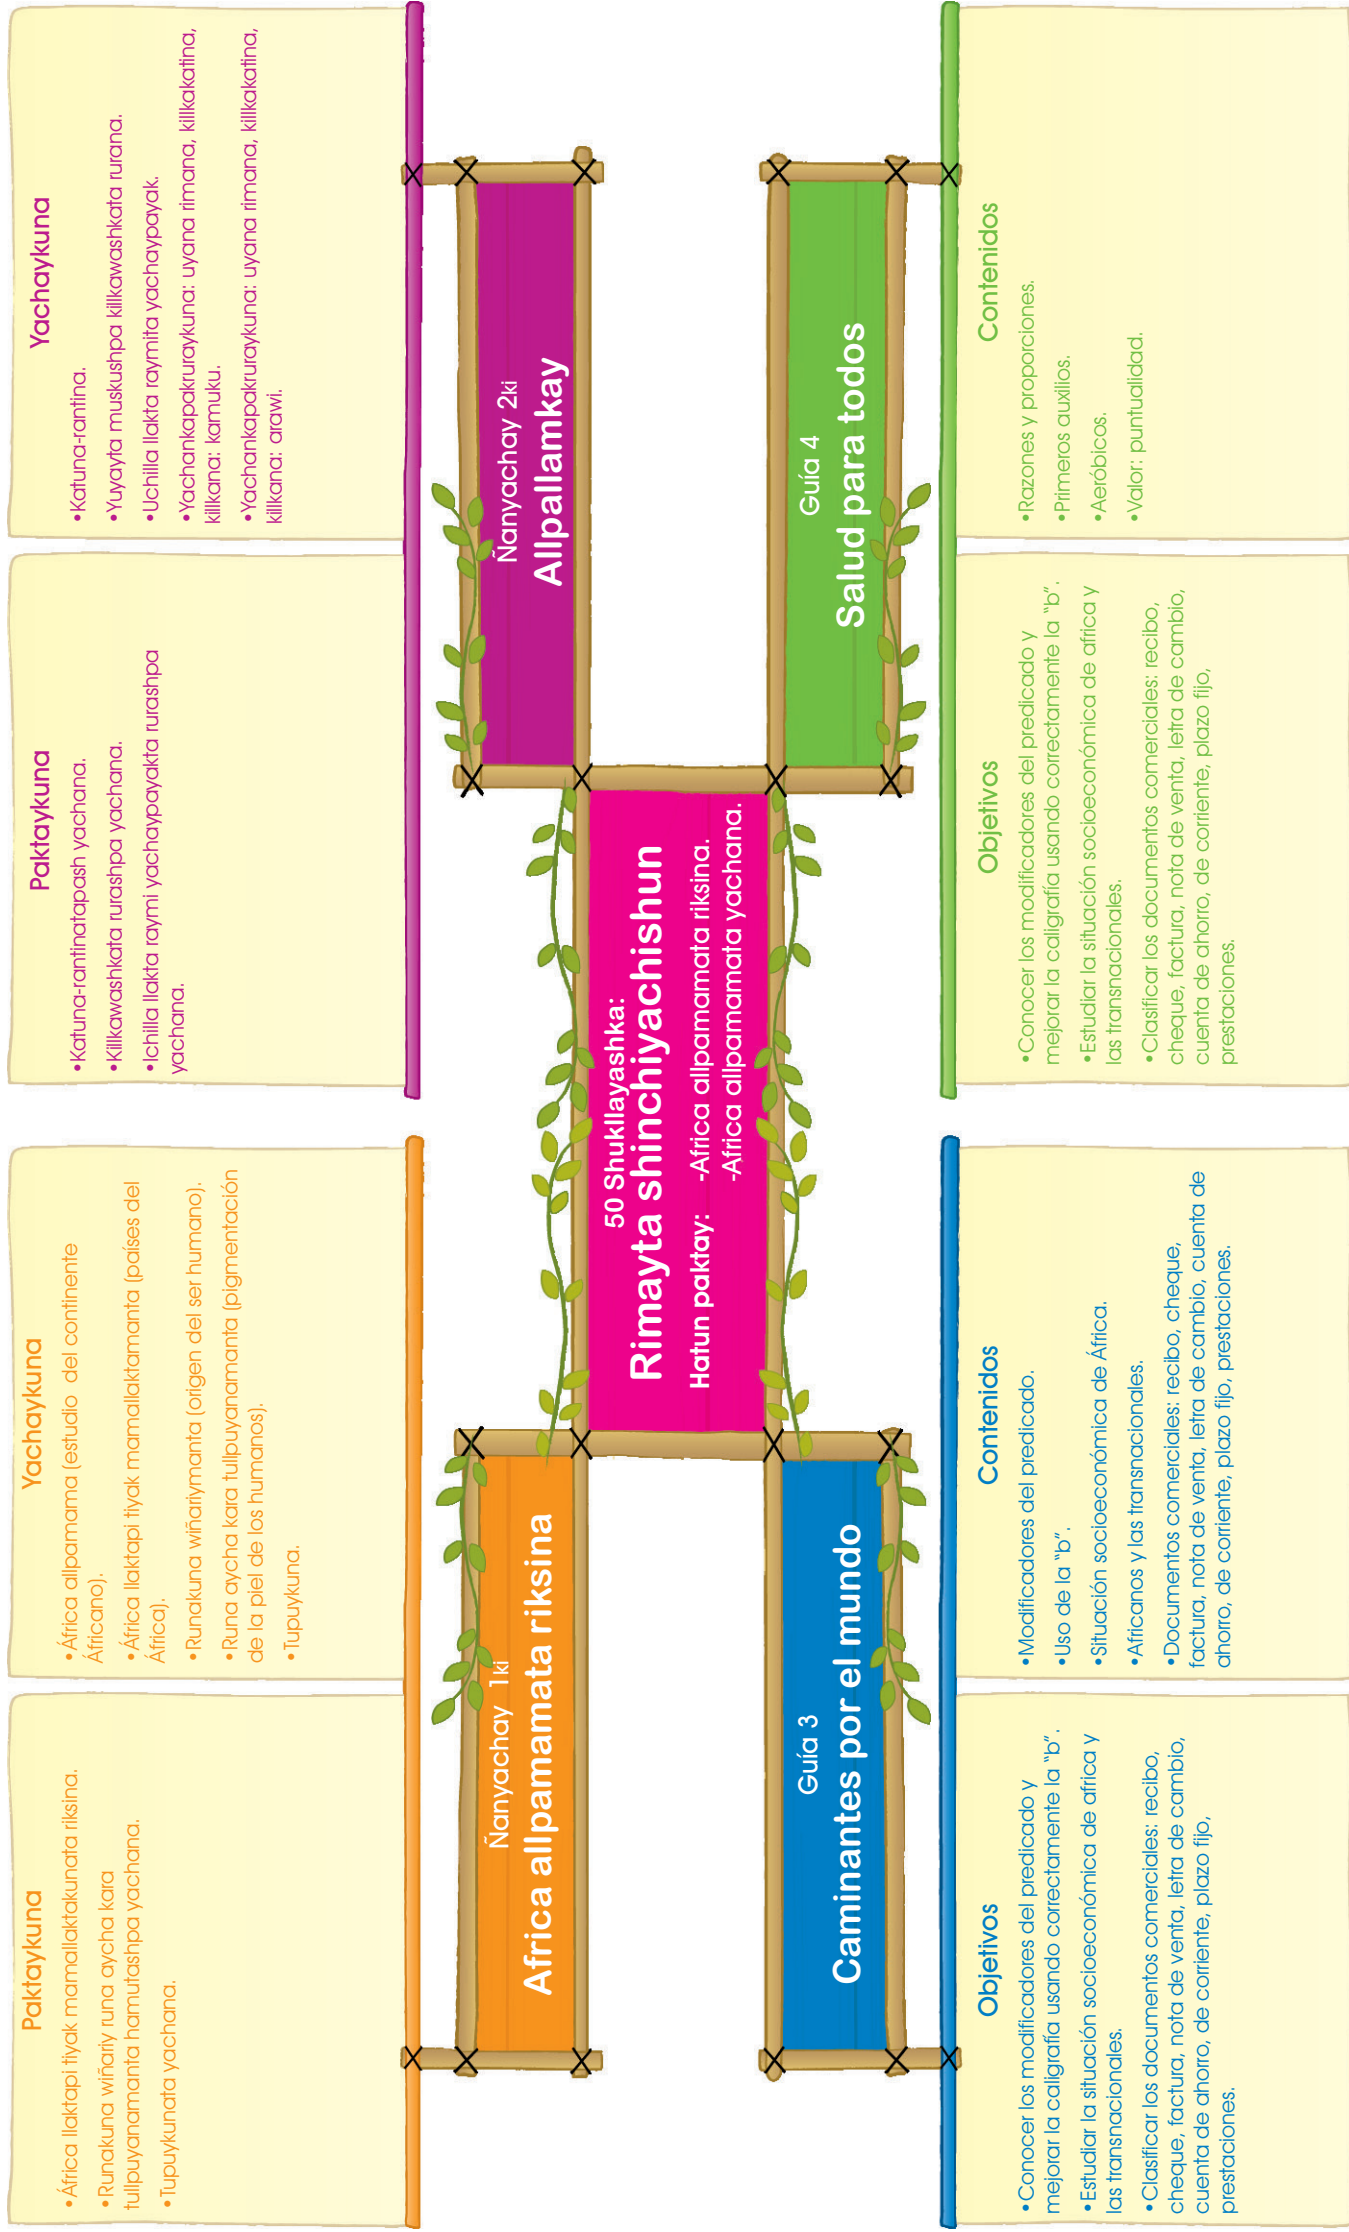 Paktaykuna
•África llaktapi tiyak mamallaktakunata riksina.
•Runakuna wiñariy runa aycha kara
tullpuyanamanta hamutashpa yachana.
•Tupuykunata yachana.
Yachaykuna
•África allpamama (estudio del continente
Áfricano).
•África llaktapi tiyak mamallaktamanta (países del
África).
•Runakuna wiñariymanta (origen del ser humano).
•Runa aycha kara tullpuyanamanta (pigmentación
de la piel de los humanos).
•Tupuykuna.
Paktaykuna
•Katuna-rantinatapash yachana.
•Killkawashkata rurashpa yachana.
•Ichilla llakta raymi yachaypayakta rurashpa
yachana.
Yachaykuna
•Katuna-rantina.
•Yuyayta muskushpa killkawashkata rurana.
•Uchilla llakta raymita yachaypayak.
•Yachankapakruraykuna: uyana rimana, killkakatina,
killkana: kamuku.
•Yachankapakruraykuna: uyana rimana, killkakatina,
killkana: arawi.
Ñanyachay 1ki
Africa allpamamata riksina
Ñanyachay 2ki
Allpallamkay
50 Shukllayashka:
Rimayta shinchiyachishun
Hatun paktay: -Africa allpamamata riksina.
-Africa allpamamata yachana.
Guía 3
Caminantes por el mundo
Guía 4
Salud para todos
Objetivos
•Conocer los modificadores del predicado y
mejorar la caligrafía usando correctamente la “b”.
•Estudiar la situación socioeconómica de africa y
las transnacionales.
•Clasificar los documentos comerciales: recibo,
cheque, factura, nota de venta, letra de cambio,
cuenta de ahorro, de corriente, plazo fijo,
prestaciones.
Contenidos
•Modificadores del predicado.
•Uso de la “b”.
•Situación socioeconómica de África.
•Africanos y las transnacionales.
•Documentos comerciales: recibo, cheque,
factura, nota de venta, letra de cambio, cuenta de
ahorro, de corriente, plazo fijo, prestaciones.
Objetivos
•Conocer los modificadores del predicado y
mejorar la caligrafía usando correctamente la “b”.
•Estudiar la situación socioeconómica de africa y
las transnacionales.
•Clasificar los documentos comerciales: recibo,
cheque, factura, nota de venta, letra de cambio,
cuenta de ahorro, de corriente, plazo fijo,
prestaciones.
Contenidos
•Razones y proporciones.
•Primeros auxilios.
•Aeróbicos.
•Valor: puntualidad.